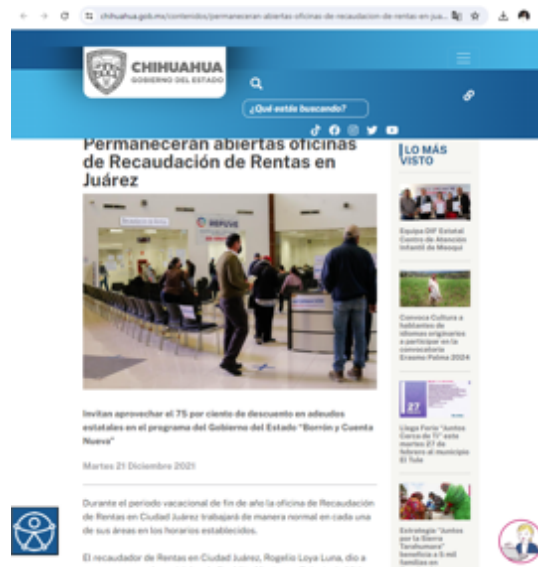 chihuahua.gob.mx/contenidos/permaneceran-abiertas-oficinas-de-recaudacion-de-rentas-en-jua...
CHIHUAHUA
GOBIERNO DEL ESTADO
¿Qué estás buscando?
Permanecerán abiertas oficinas
de Recaudación de Rentas en
Juárez
REPUVE
Invitan aprovechar el 75 por ciento de descuento en adeudos
estatales en el programa del Gobierno del Estado "Borrón y Cuenta
Nueva"
Martes 21 Diciembre 2021
Durante el periodo vacacional de fin de año la oficina de Recaudación
de Rentas en Ciudad Juárez trabajará de manera normal en cada una
de sus áreas en los horarios establecidos.
El recaudador de Rentas en Ciudad Juárez, Rogelio Loya Luna, dio a
LO MÁS
VISTO
Equipa DIF Estatal
Centro de Atención
Infantil de Meoqui
Convoca Cultura a
hablantes de
idiomas originarios
a participar en la
convocatoria
Erasmo Palma 2024
27
Llega Feria "Juntos
Cerca de Ti" este
martes 27 de
febrero al municipio
El Tule
Estrategia "Juntos
por la Sierra
Tarahumara"
beneficia a 5 mil
familias en